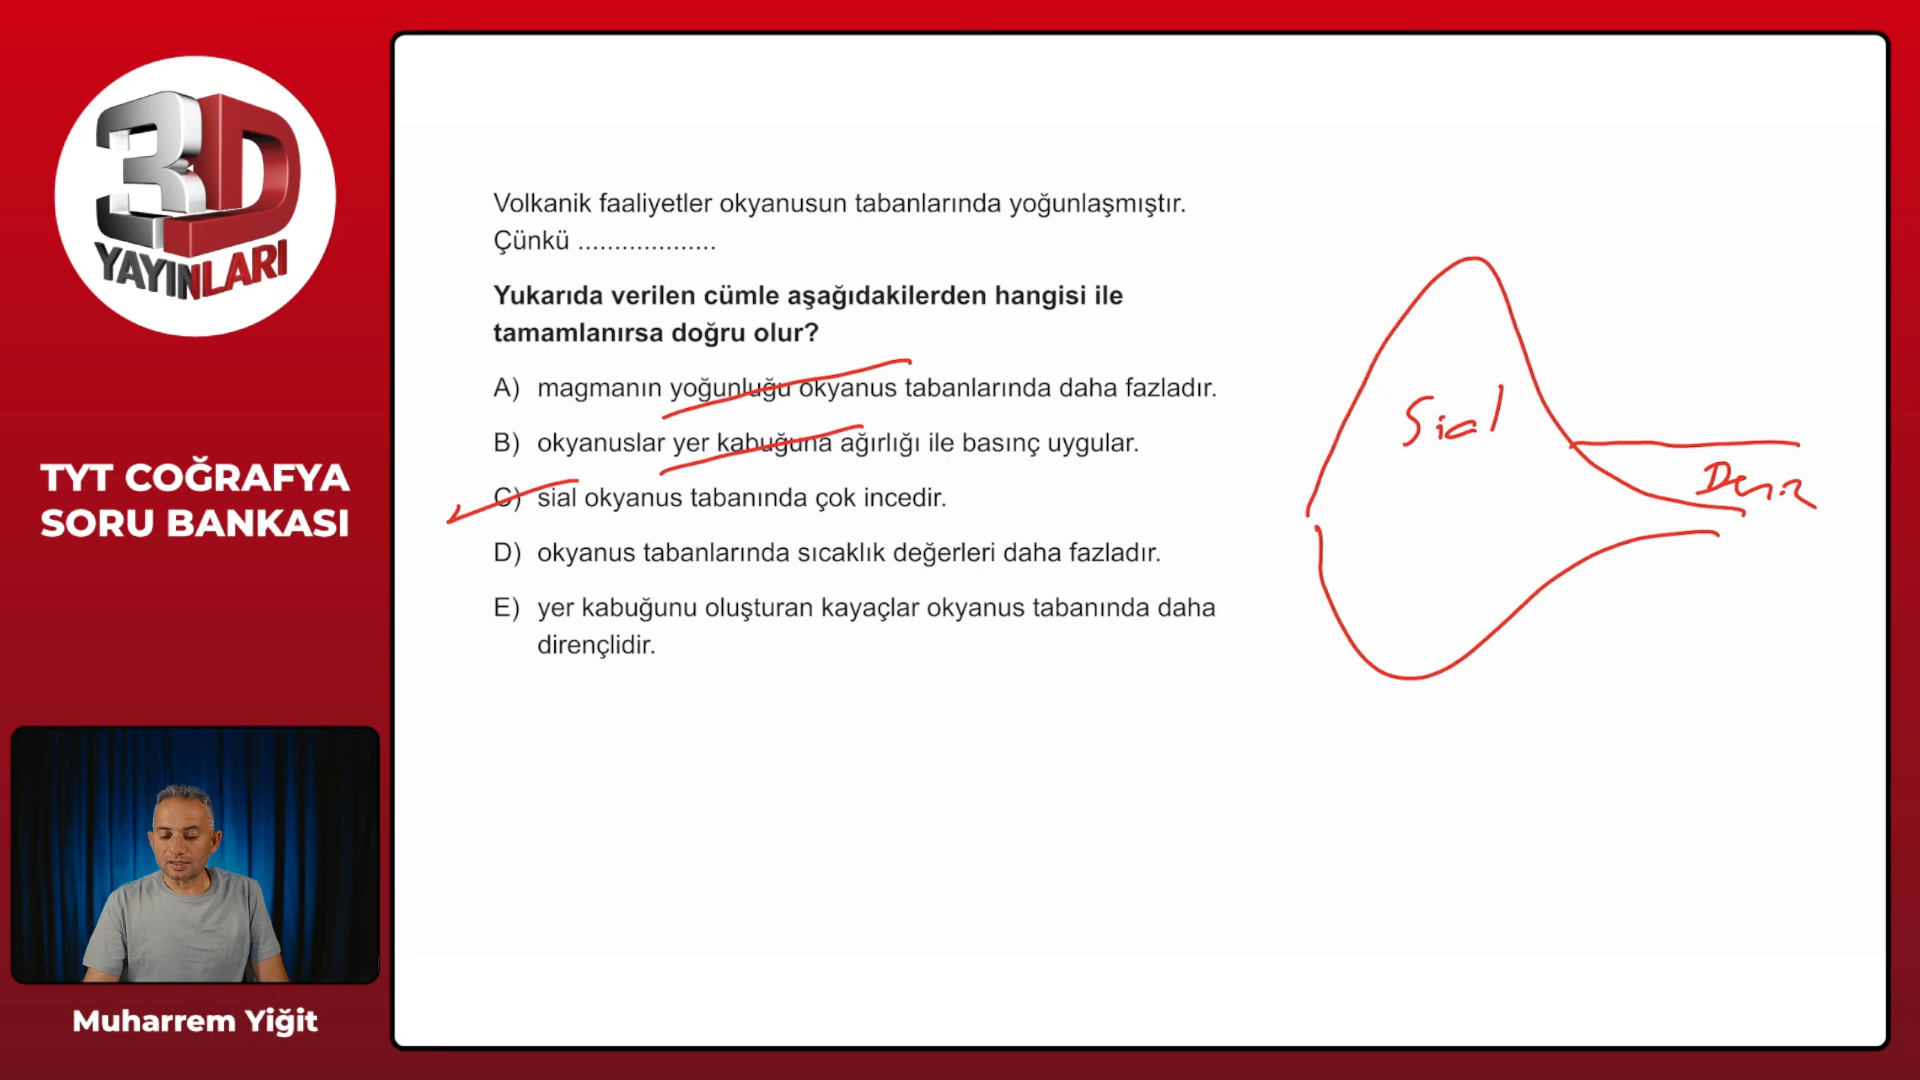 3D
YAYINLARI
TYT COĞRAFYA
SORU BANKASI
Muharrem Yiğit
Volkanik faaliyetler okyanusun tabanlarında yoğunlaşmıştır.
Çünkü ...................
Yukarıda verilen cümle aşağıdakilerden hangisi ile
tamamlanırsa doğru olur?
A) magmanın yoğunluğu okyanus tabanlarında daha fazladır.
B) okyanuslar yer kabuğuna ağırlığı ile basınç uygular.
C) sial okyanus tabanında çok incedir.
D) okyanus tabanlarında sıcaklık değerleri daha fazladır.
E) yer kabuğunu oluşturan kayaçlar okyanus tabanında daha
dirençlidir.
Sial
Deniz